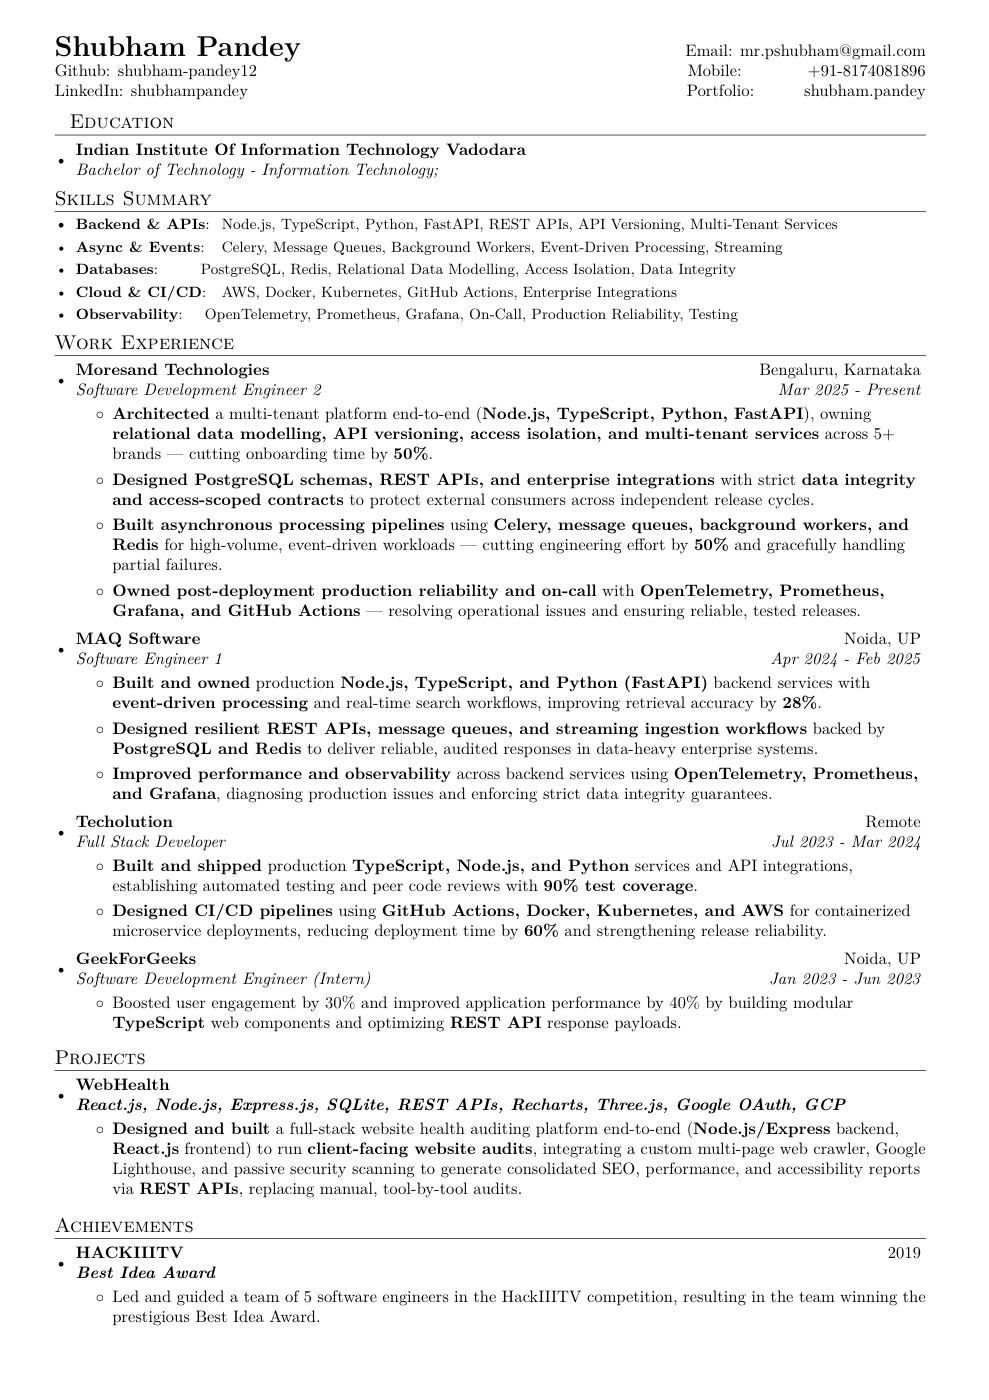 Shubham Pandey
Email: mr.pshubham@gmail.com
Github: shubham-pandey12
Mobile: +91-8174081896
LinkedIn: shubhampandey
Portfolio: shubham.pandey
Education
• Indian Institute Of Information Technology Vadodara
Bachelor of Technology - Information Technology;
Skills Summary
• Backend & APIs: Node.js, TypeScript, Python, FastAPI, REST APIs, API Versioning, Multi-Tenant Services
• Async & Events: Celery, Message Queues, Background Workers, Event-Driven Processing, Streaming
• Databases: PostgreSQL, Redis, Relational Data Modelling, Access Isolation, Data Integrity
• Cloud & CI/CD: AWS, Docker, Kubernetes, GitHub Actions, Enterprise Integrations
• Observability: OpenTelemetry, Prometheus, Grafana, On-Call, Production Reliability, Testing
Work Experience
• Moresand Technologies Bengaluru, Karnataka
Software Development Engineer 2 Mar 2025 - Present
◦ Architected a multi-tenant platform end-to-end (Node.js, TypeScript, Python, FastAPI), owning
relational data modelling, API versioning, access isolation, and multi-tenant services across 5+
brands — cutting onboarding time by 50%.
◦ Designed PostgreSQL schemas, REST APIs, and enterprise integrations with strict data integrity
and access-scoped contracts to protect external consumers across independent release cycles.
◦ Built asynchronous processing pipelines using Celery, message queues, background workers, and
Redis for high-volume, event-driven workloads — cutting engineering effort by 50% and gracefully handling
partial failures.
◦ Owned post-deployment production reliability and on-call with OpenTelemetry, Prometheus,
Grafana, and GitHub Actions — resolving operational issues and ensuring reliable, tested releases.
• MAQ Software Noida, UP
Software Engineer 1 Apr 2024 - Feb 2025
◦ Built and owned production Node.js, TypeScript, and Python (FastAPI) backend services with
event-driven processing and real-time search workflows, improving retrieval accuracy by 28%.
◦ Designed resilient REST APIs, message queues, and streaming ingestion workflows backed by
PostgreSQL and Redis to deliver reliable, audited responses in data-heavy enterprise systems.
◦ Improved performance and observability across backend services using OpenTelemetry, Prometheus,
and Grafana, diagnosing production issues and enforcing strict data integrity guarantees.
• Techolution Remote
Full Stack Developer Jul 2023 - Mar 2024
◦ Built and shipped production TypeScript, Node.js, and Python services and API integrations,
establishing automated testing and peer code reviews with 90% test coverage.
◦ Designed CI/CD pipelines using GitHub Actions, Docker, Kubernetes, and AWS for containerized
microservice deployments, reducing deployment time by 60% and strengthening release reliability.
• GeekForGeeks Noida, UP
Software Development Engineer (Intern) Jan 2023 - Jun 2023
◦ Boosted user engagement by 30% and improved application performance by 40% by building modular
TypeScript web components and optimizing REST API response payloads.
Projects
• WebHealth
React.js, Node.js, Express.js, SQLite, REST APIs, Recharts, Three.js, Google OAuth, GCP
◦ Designed and built a full-stack website health auditing platform end-to-end (Node.js/Express backend,
React.js frontend) to run client-facing website audits, integrating a custom multi-page web crawler, Google
Lighthouse, and passive security scanning to generate consolidated SEO, performance, and accessibility reports
via REST APIs, replacing manual, tool-by-tool audits.
Achievements
• HACKIIITV 2019
Best Idea Award
◦ Led and guided a team of 5 software engineers in the HackIIITV competition, resulting in the team winning the
prestigious Best Idea Award.